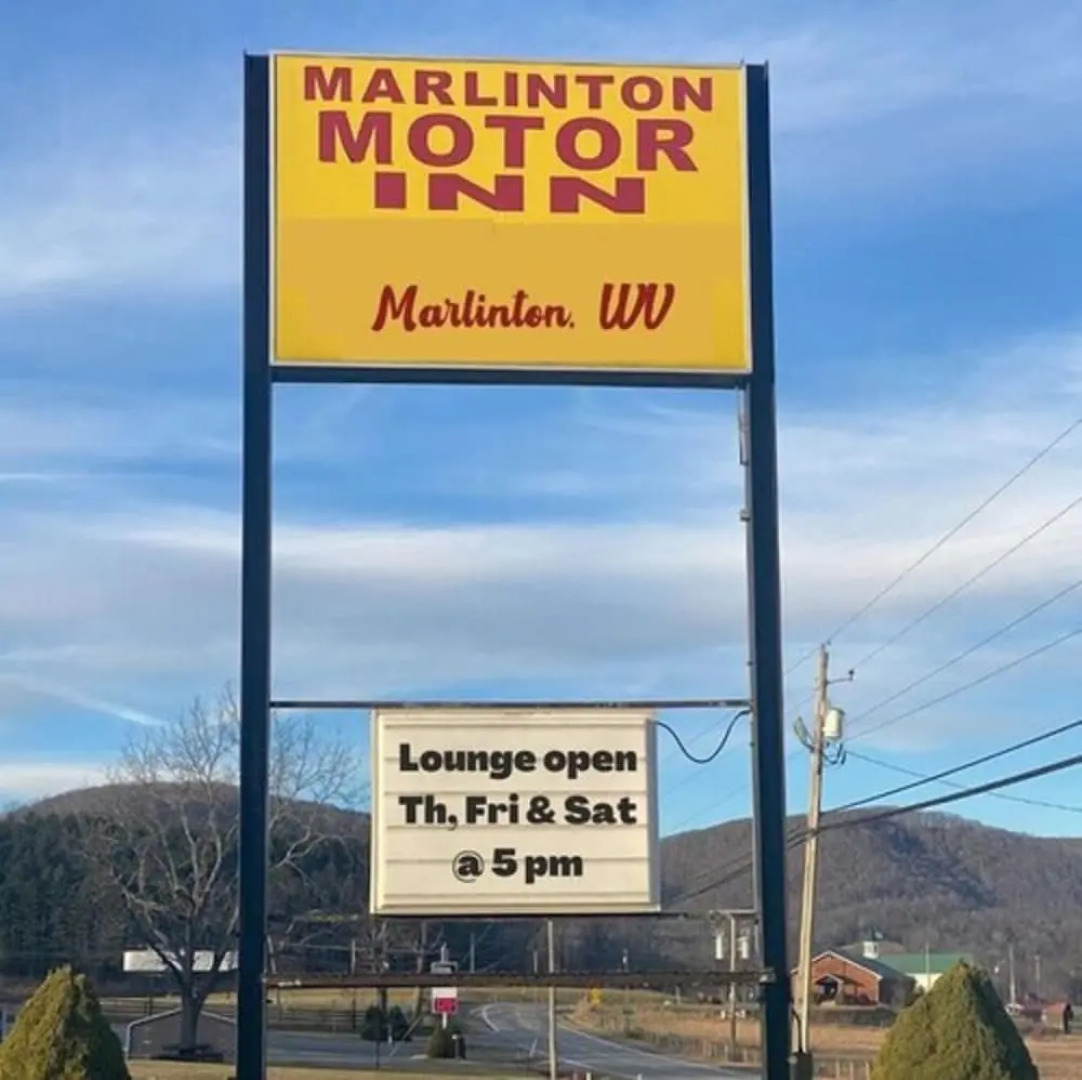 MARLINTON
MOTOR
INN
Marlinton. WV
Lounge open
Th, Fri & Sat
@ 5 pm